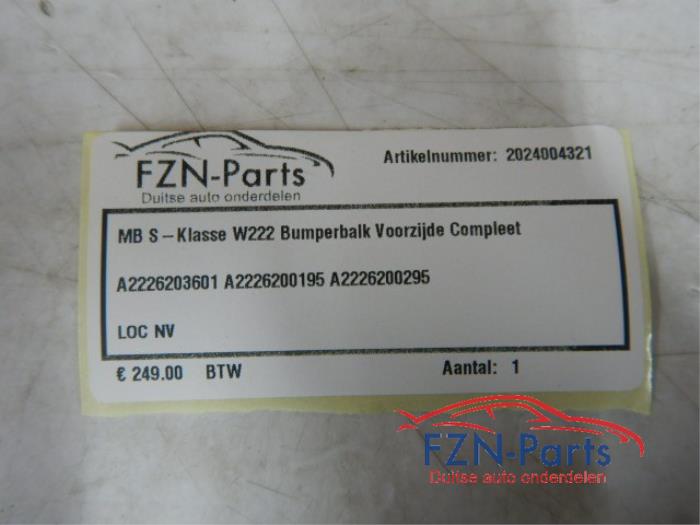 FZN-Parts
Duitse auto onderdelen
Artikelnummer: 2024004321
MB S – Klasse W222 Bumperbalk Voorzijde Compleet
A2226203601 A2226200195 A2226200295
LOC NV
€ 249.00 BTW
Aantal: 1
FZN-Parts
Duitse auto onderdelen